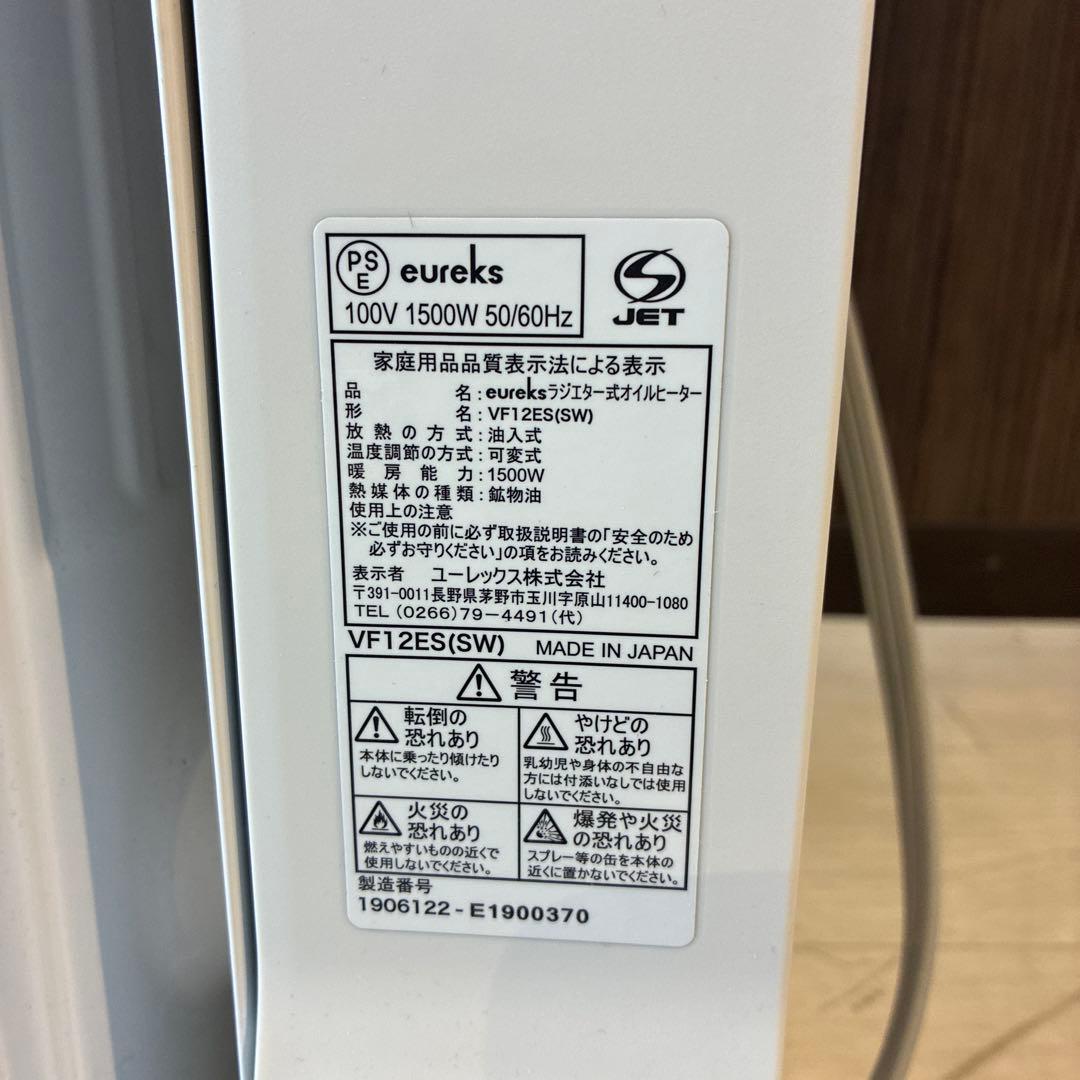 PS
E
eureks
100V 1500W 50/60Hz
JET
家庭用品品質表示法による表示
品名：eureksラジエター式オイルヒーター
形名：VF12ES(SW)
放熱の方式：油入式
温度調節の方式：可変式
暖房能力：1500W
熱媒体の種類：鉱物油
使用上の注意
※ご使用の前に必ず取扱説明書の「安全のため
必ずお守りください」の項をお読みください。
表示者 ユーレックス株式会社
〒391-0011長野県茅野市玉川字原山11400-1080
TEL (0266)79-4491(代)
VF12ES(SW) MADE IN JAPAN
警告
転倒の
恐れあり
本体に乗ったり傾けたり
しないでください。
やけどの
恐れあり
乳幼児や身体の不自由な
方には付添いなしでは使用
しないでください。
火災の
恐れあり
燃えやすいものの近くで
使用しないでください。
爆発や火災
の恐れあり
スプレー等の缶を本体の
近くに置かないでください。
製造番号
1906122-E1900370